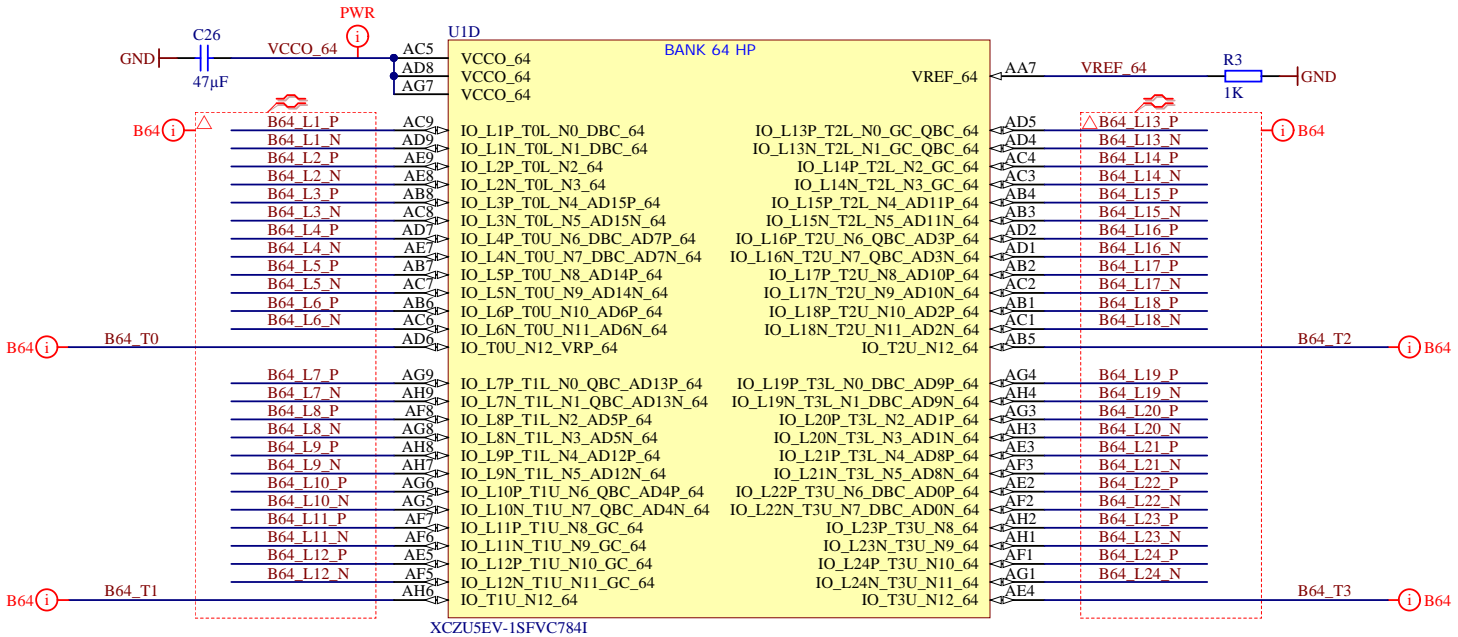 PWR
C26
GND
47µF
VCCO_64
U1D
BANK 64 HP
AC5 VCCO_64
AD8 VCCO_64
AG7 VCCO_64
VREF_64 AA7 VREF_64
R3
1K
GND
B64
B64
B64_L1_P AC9 IO_L1P_T0L_N0_DBC_64 IO_L13P_T2L_N0_GC_QBC_64 AD5 B64_L13_P
B64_L1_N AD9 IO_L1N_T0L_N1_DBC_64 IO_L13N_T2L_N1_GC_QBC_64 AD4 B64_L13_N
B64_L2_P AE9 IO_L2P_T0L_N2_64 IO_L14P_T2L_N2_GC_64 AC4 B64_L14_P
B64_L2_N AE8 IO_L2N_T0L_N3_64 IO_L14N_T2L_N3_GC_64 AC3 B64_L14_N
B64_L3_P AB8 IO_L3P_T0L_N4_AD15P_64 IO_L15P_T2L_N4_AD11P_64 AB4 B64_L15_P
B64_L3_N AC8 IO_L3N_T0L_N5_AD15N_64 IO_L15N_T2L_N5_AD11N_64 AB3 B64_L15_N
B64_L4_P AD7 IO_L4P_T0U_N6_DBC_AD7P_64 IO_L16P_T2U_N6_QBC_AD3P_64 AD2 B64_L16_P
B64_L4_N AE7 IO_L4N_T0U_N7_DBC_AD7N_64 IO_L16N_T2U_N7_QBC_AD3N_64 AD1 B64_L16_N
B64_L5_P AB7 IO_L5P_T0U_N8_AD14P_64 IO_L17P_T2U_N8_AD10P_64 AB2 B64_L17_P
B64_L5_N AC7 IO_L5N_T0U_N9_AD14N_64 IO_L17N_T2U_N9_AD10N_64 AC2 B64_L17_N
B64_L6_P AB6 IO_L6P_T0U_N10_AD6P_64 IO_L18P_T2U_N10_AD2P_64 AB1 B64_L18_P
B64_L6_N AC6 IO_L6N_T0U_N11_AD6N_64 IO_L18N_T2U_N11_AD2N_64 AC1 B64_L18_N
B64 B64_T0 AD6 IO_T0U_N12_VRP_64 IO_T2U_N12_64 AB5 B64_T2 B64
B64_L7_P AG9 IO_L7P_T1L_N0_QBC_AD13P_64 IO_L19P_T3L_N0_DBC_AD9P_64 AG4 B64_L19_P
B64_L7_N AH9 IO_L7N_T1L_N1_QBC_AD13N_64 IO_L19N_T3L_N1_DBC_AD9N_64 AH4 B64_L19_N
B64_L8_P AF8 IO_L8P_T1L_N2_AD5P_64 IO_L20P_T3L_N2_AD1P_64 AG3 B64_L20_P
B64_L8_N AG8 IO_L8N_T1L_N3_AD5N_64 IO_L20N_T3L_N3_AD1N_64 AH3 B64_L20_N
B64_L9_P AH8 IO_L9P_T1L_N4_AD12P_64 IO_L21P_T3L_N4_AD8P_64 AE3 B64_L21_P
B64_L9_N AH7 IO_L9N_T1L_N5_AD12N_64 IO_L21N_T3L_N5_AD8N_64 AF3 B64_L21_N
B64_L10_P AG6 IO_L10P_T1U_N6_QBC_AD4P_64 IO_L22P_T3U_N6_DBC_AD0P_64 AE2 B64_L22_P
B64_L10_N AG5 IO_L10N_T1U_N7_QBC_AD4N_64 IO_L22N_T3U_N7_DBC_AD0N_64 AF2 B64_L22_N
B64_L11_P AF7 IO_L11P_T1U_N8_GC_64 IO_L23P_T3U_N8_64 AH2 B64_L23_P
B64_L11_N AF6 IO_L11N_T1U_N9_GC_64 IO_L23N_T3U_N9_64 AH1 B64_L23_N
B64_L12_P AE5 IO_L12P_T1U_N10_GC_64 IO_L24P_T3U_N10_64 AF1 B64_L24_P
B64_L12_N AF5 IO_L12N_T1U_N11_GC_64 IO_L24N_T3U_N11_64 AG1 B64_L24_N
B64 B64_T1 AH6 IO_T1U_N12_64 IO_T3U_N12_64 AE4 B64_T3 B64
XCZU5EV-1SFVC784I